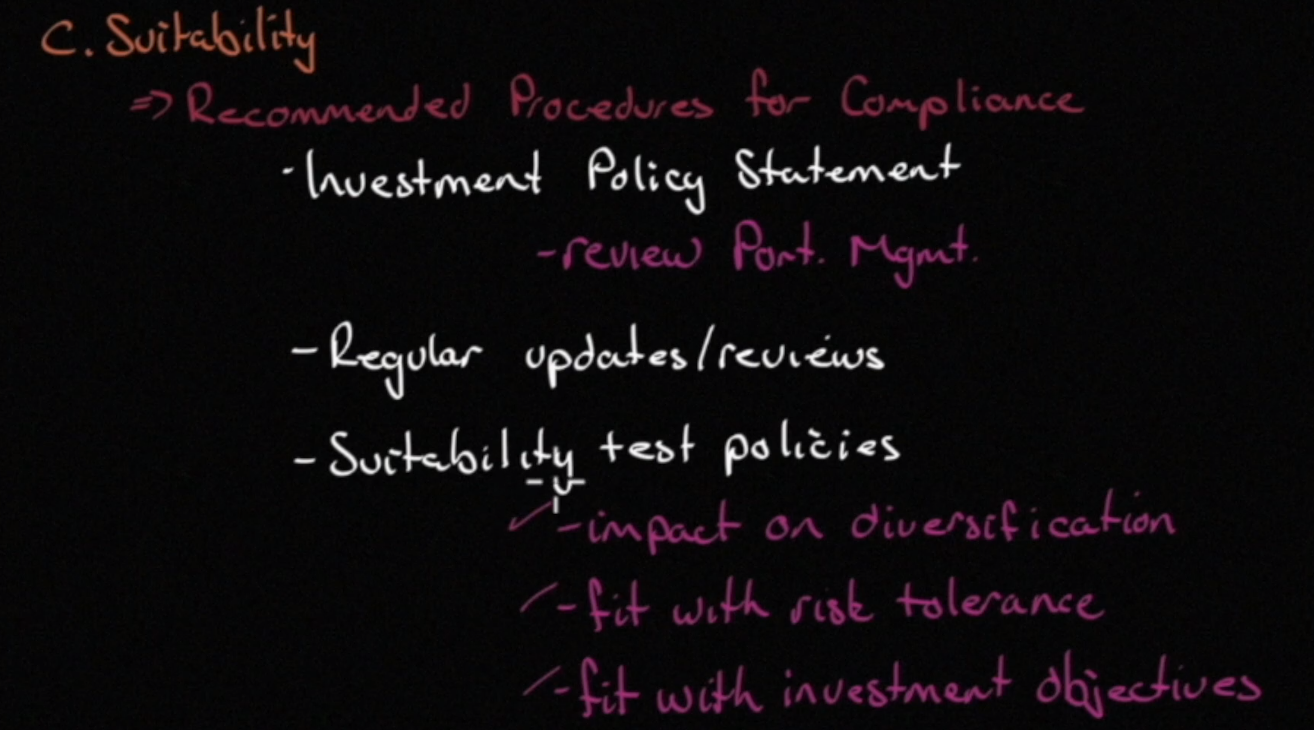 C. Suitability
⇒ Recommended Procedures for Compliance
· Investment Policy Statement
- review Port. Mgmt.
- Regular updates/reviews
- Suitability test policies
✓ - impact on diversification
✓ - fit with risk tolerance
✓ - fit with investment objectives